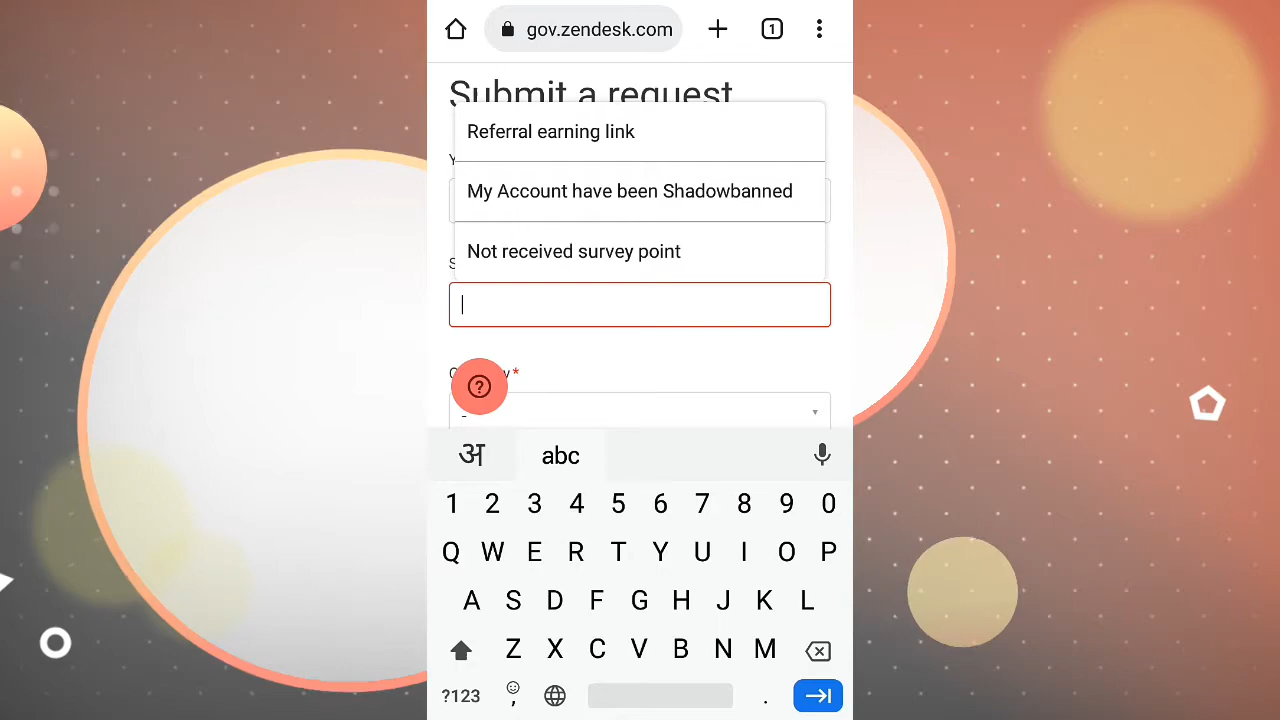 gov.zendesk.com
1
Submit a request
Referral earning link
Y
My Account have been Shadowbanned
Not received survey point
S
*
-
अ
abc
1 2 3 4 5 6 7 8 9 0
Q W E R T Y U I O P
A S D F G H J K L
Z X C V B N M
?123
,
.